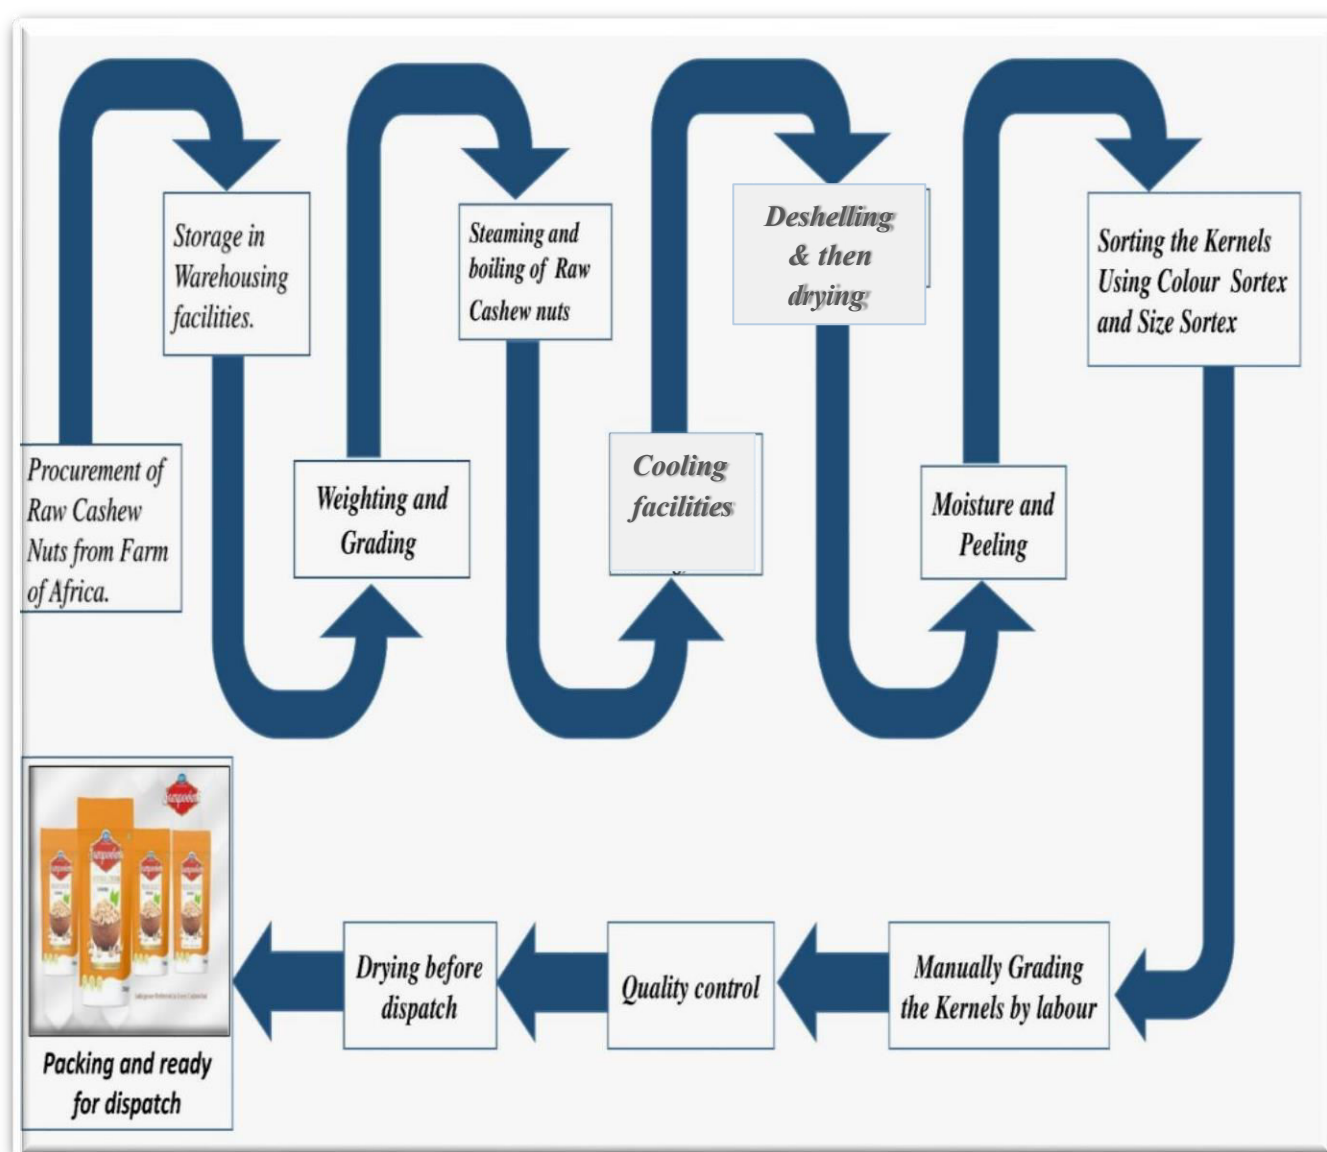 Procurement of
Raw Cashew
Nuts from Farm
of Africa.
Storage in
Warehousing
facilities.
Weighting and
Grading
Steaming and
boiling of Raw
Cashew nuts
Cooling
facilities
Deshelling
& then
drying
Moisture and
Peeling
Sorting the Kernels
Using Colour Sortex
and Size Sortex
Manually Grading
the Kernels by labour
Quality control
Drying before
dispatch
Packing and ready
for dispatch